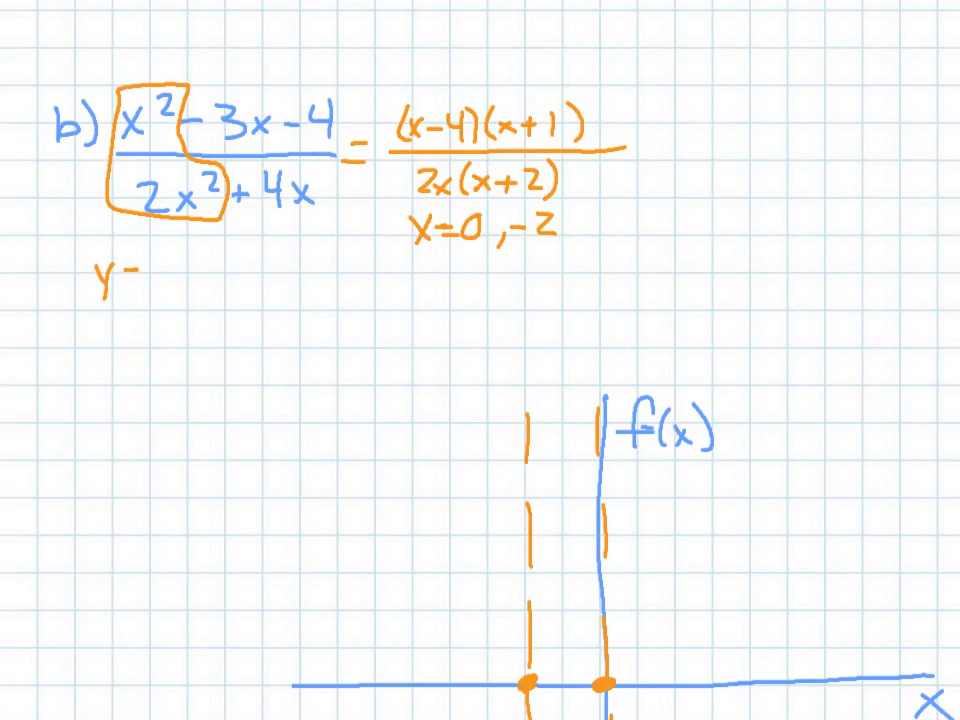 b) x² - 3x - 4 / 2x² + 4x = (x-4)(x+1) / 2x(x+2)
x=0, -2
y =
f(x)
x